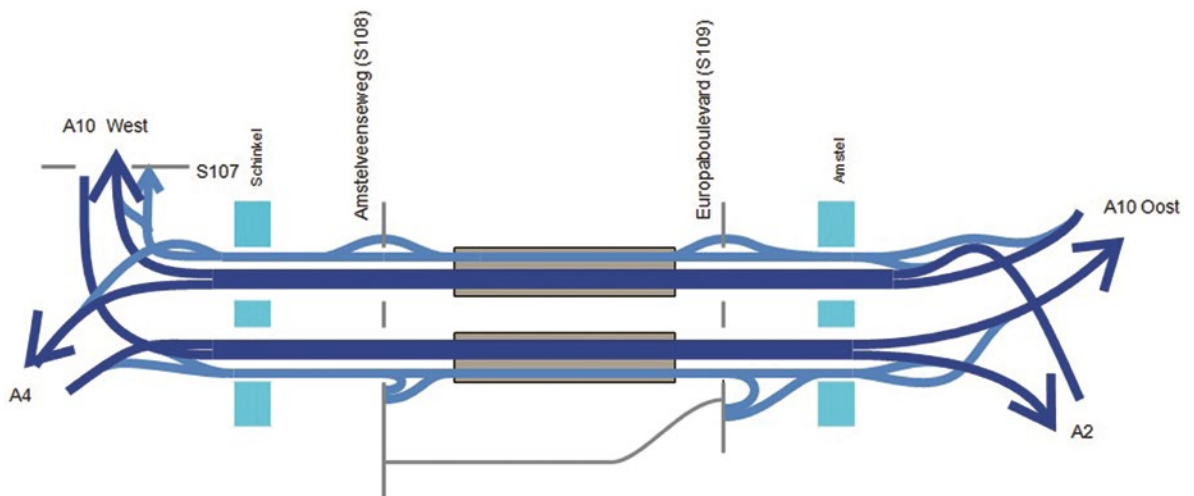 A10 West
S107
Schinkel
Amstelveenseweg (S108)
Europaboulevard (S109)
Amstel
A10 Oost
A4
A2